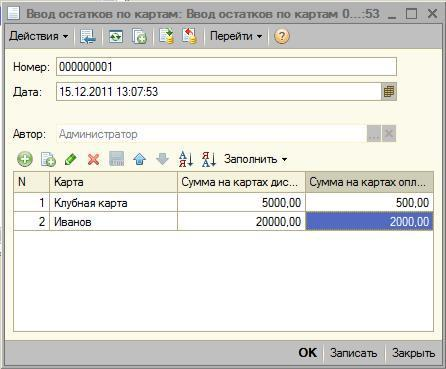 Ввод остатков по картам: Ввод остатков по картам 0...:53
Действия Перейти
Номер: 000000001
Дата: 15.12.2011 13:07:53
Автор: Администратор
Заполнить
N Карта Сумма на картах дис... Сумма на картах опл...
1 Клубная карта 5000,00 500,00
2 Иванов 20000,00 2000,00
OK Записать Закрыть